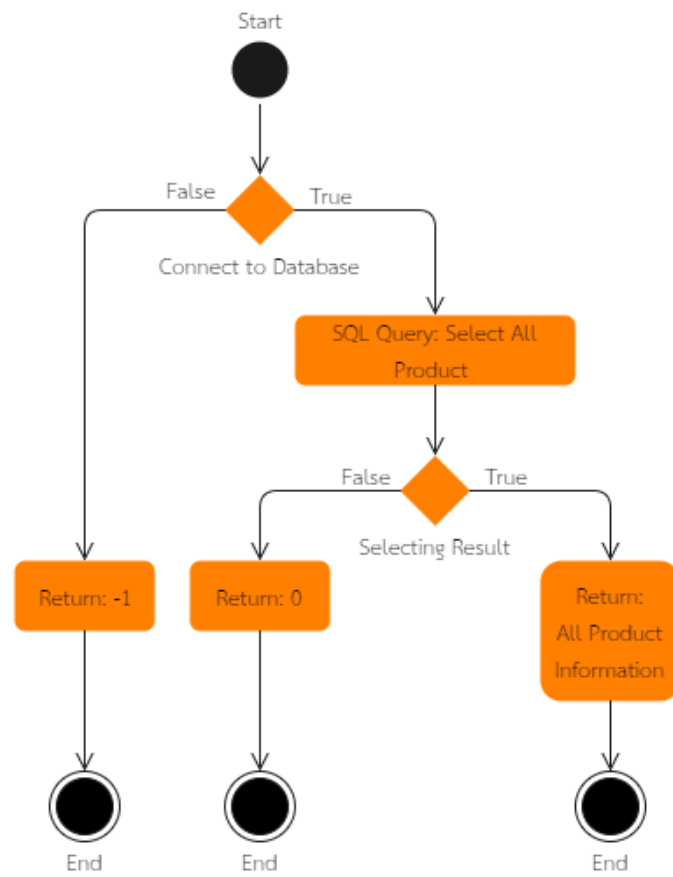 Start
False
True
Connect to Database
SQL Query: Select All
Product
False
True
Selecting Result
Return: -1
Return: 0
Return:
All Product
Information
End
End
End